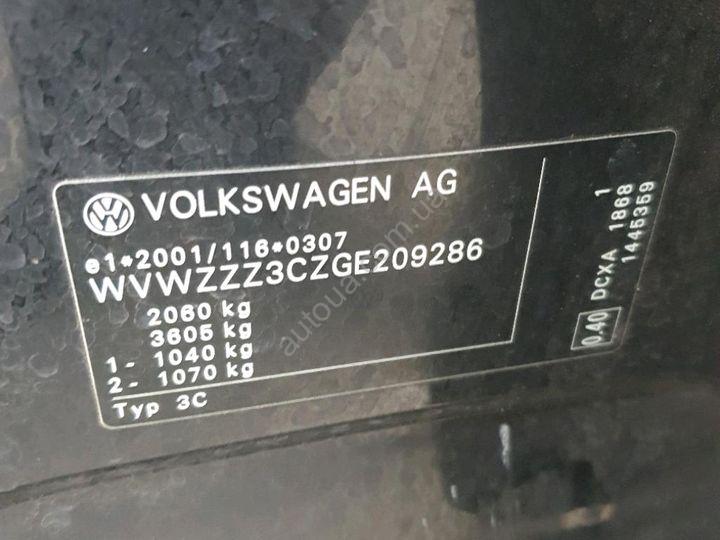 VOLKSWAGEN AG
e1*2001/116*0307
WVWZZZ3CZGE209286
2060 kg
3605 kg
1- 1040 kg
2- 1070 kg
Typ 3C
0.40 DCXA 1868 1
1445359
autoua.com.ua